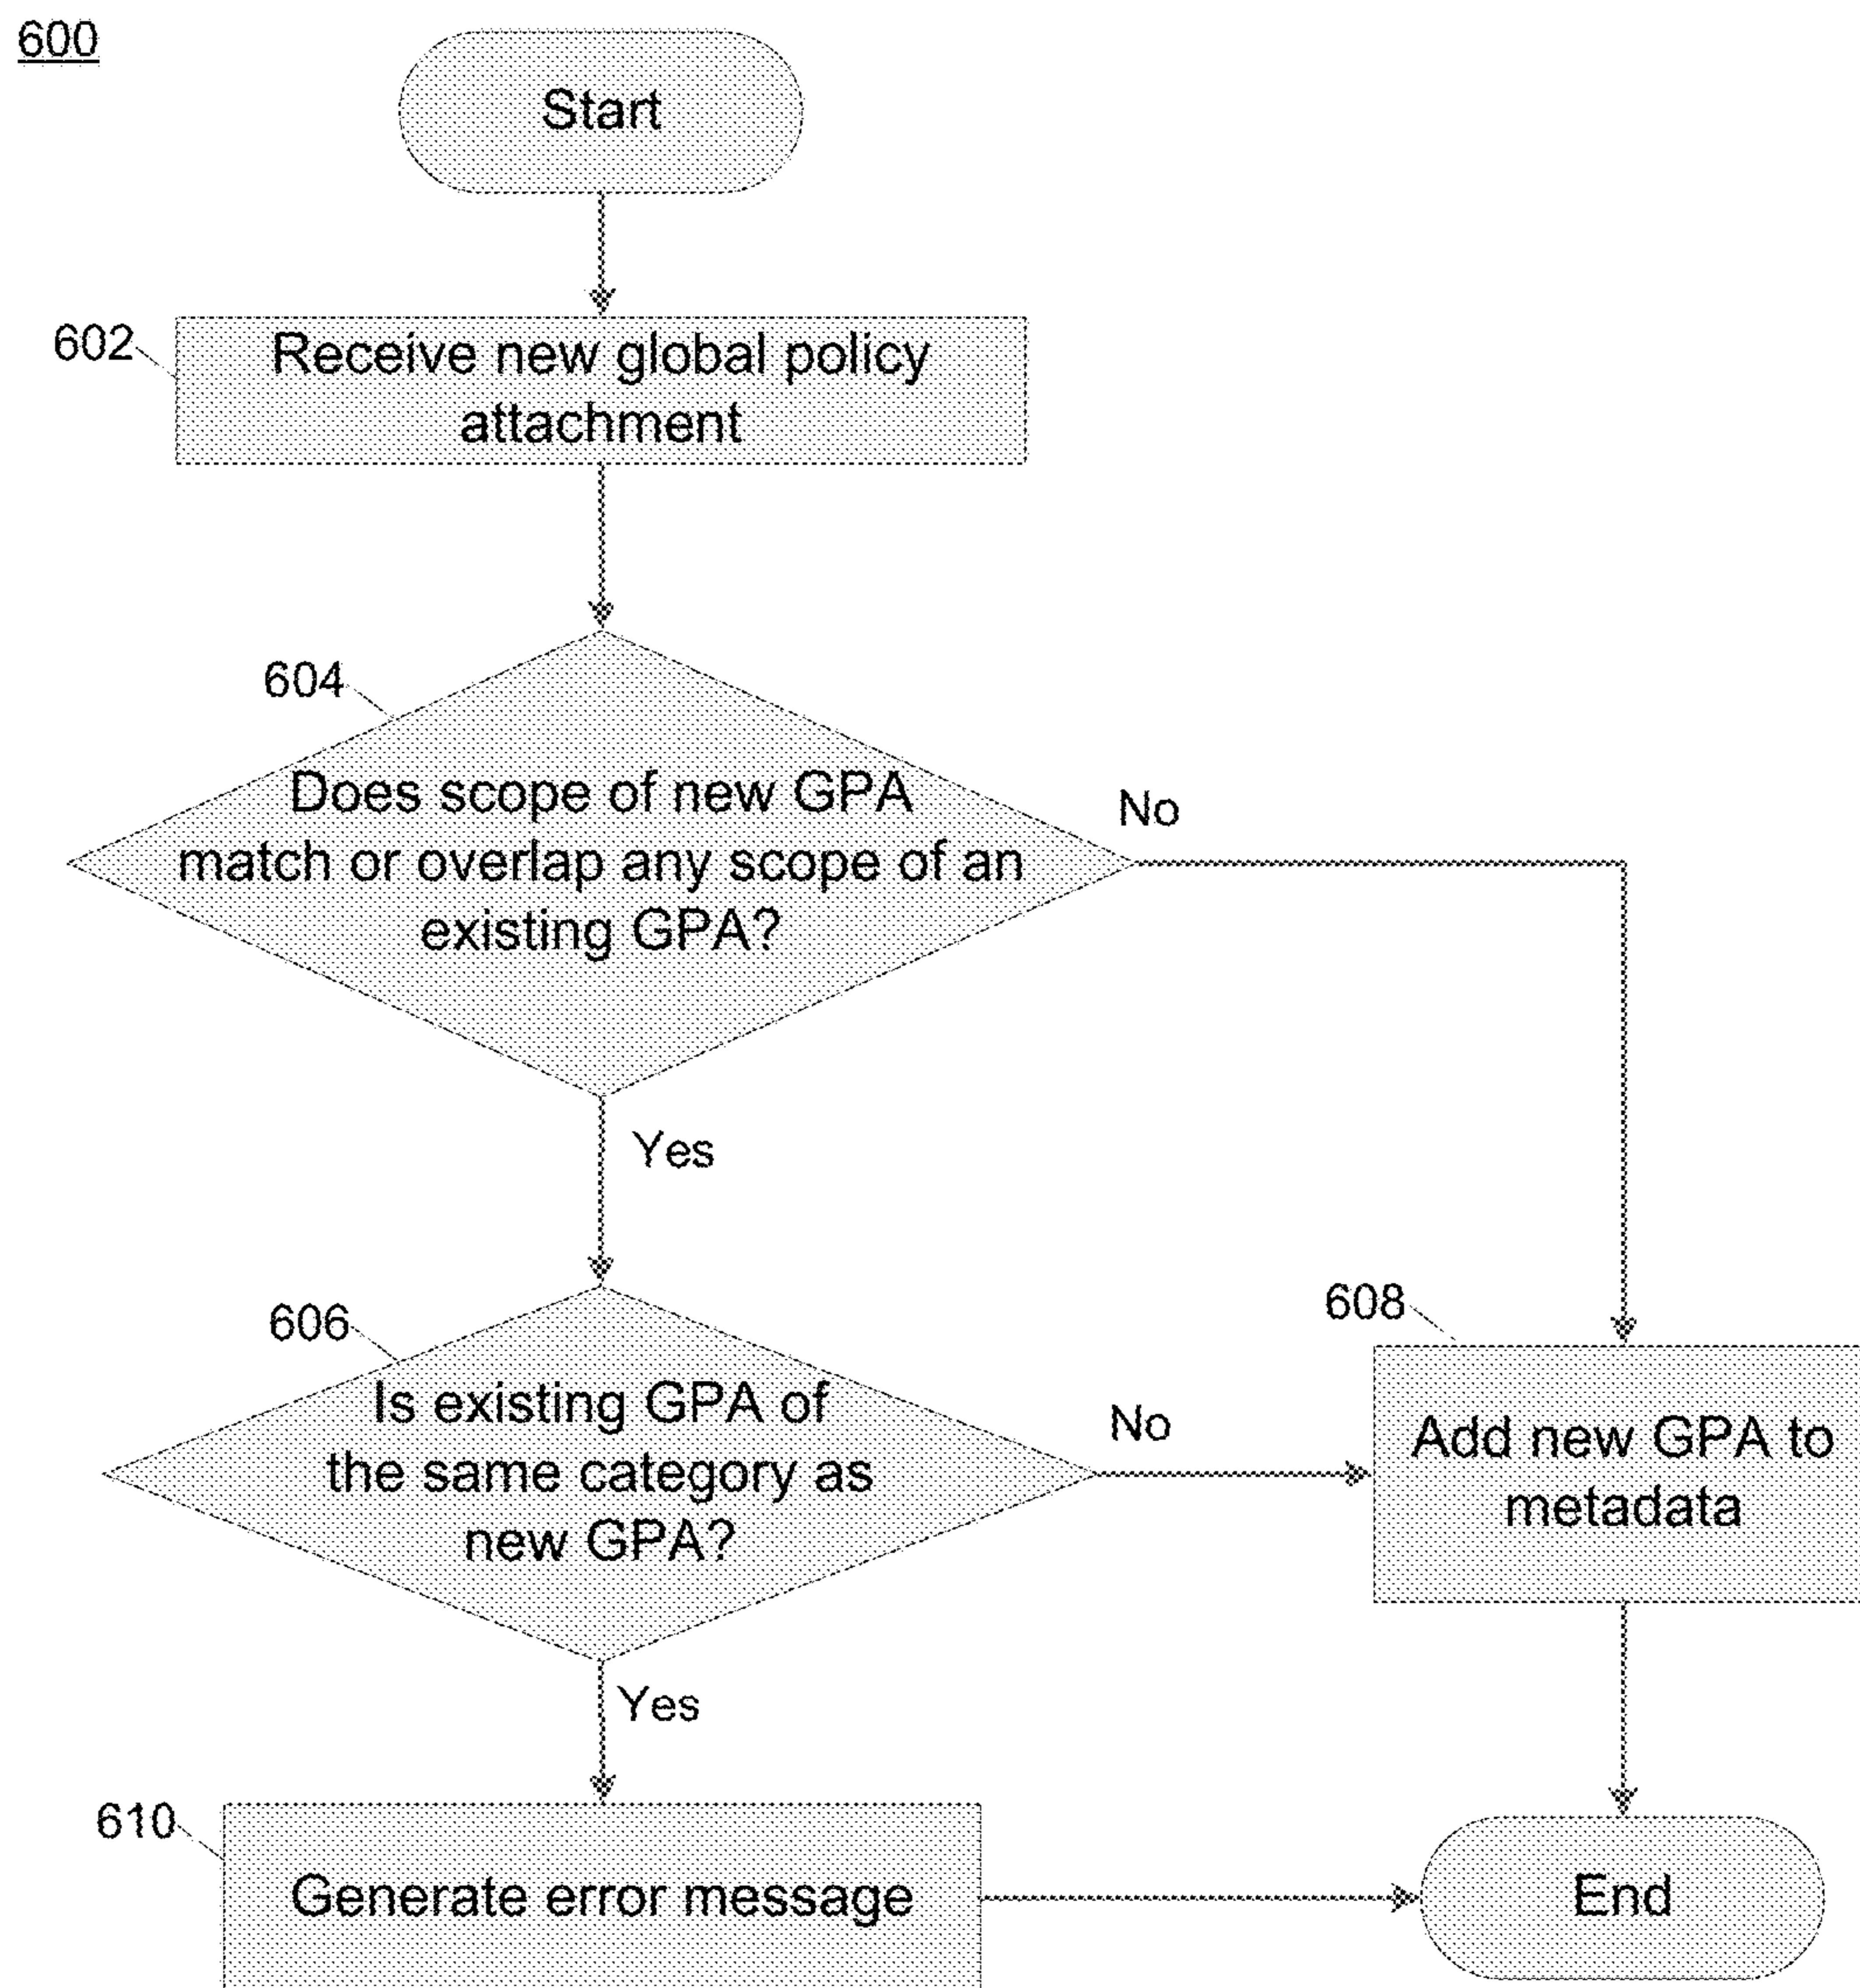 600
Start
602
Receive new global policy
attachment
604
Does scope of new GPA
match or overlap any scope of an
existing GPA?
No
Yes
606
Is existing GPA of
the same category as
new GPA?
No
608
Add new GPA to
metadata
Yes
610
Generate error message
End